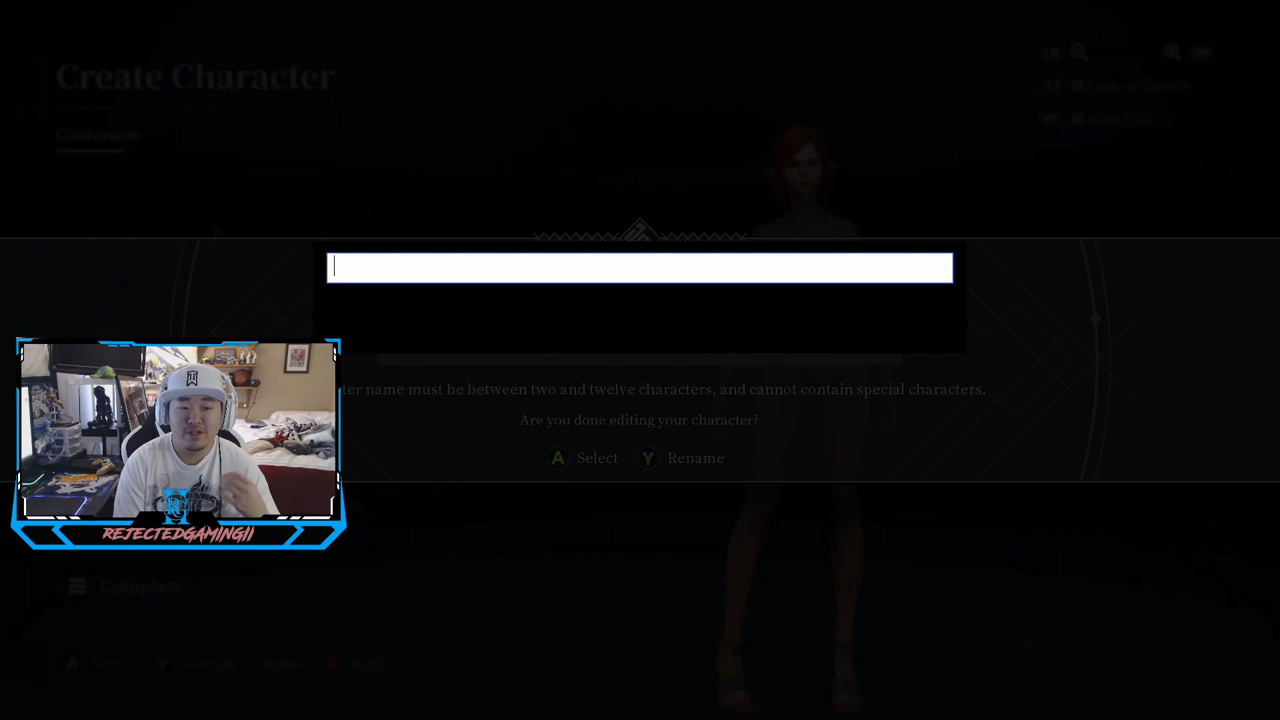 Create Character
ter name must be between two and twelve characters, and cannot contain special characters.
Are you done editing your character?
A Select Y Rename
REJECTEDGAMINGII
Complete